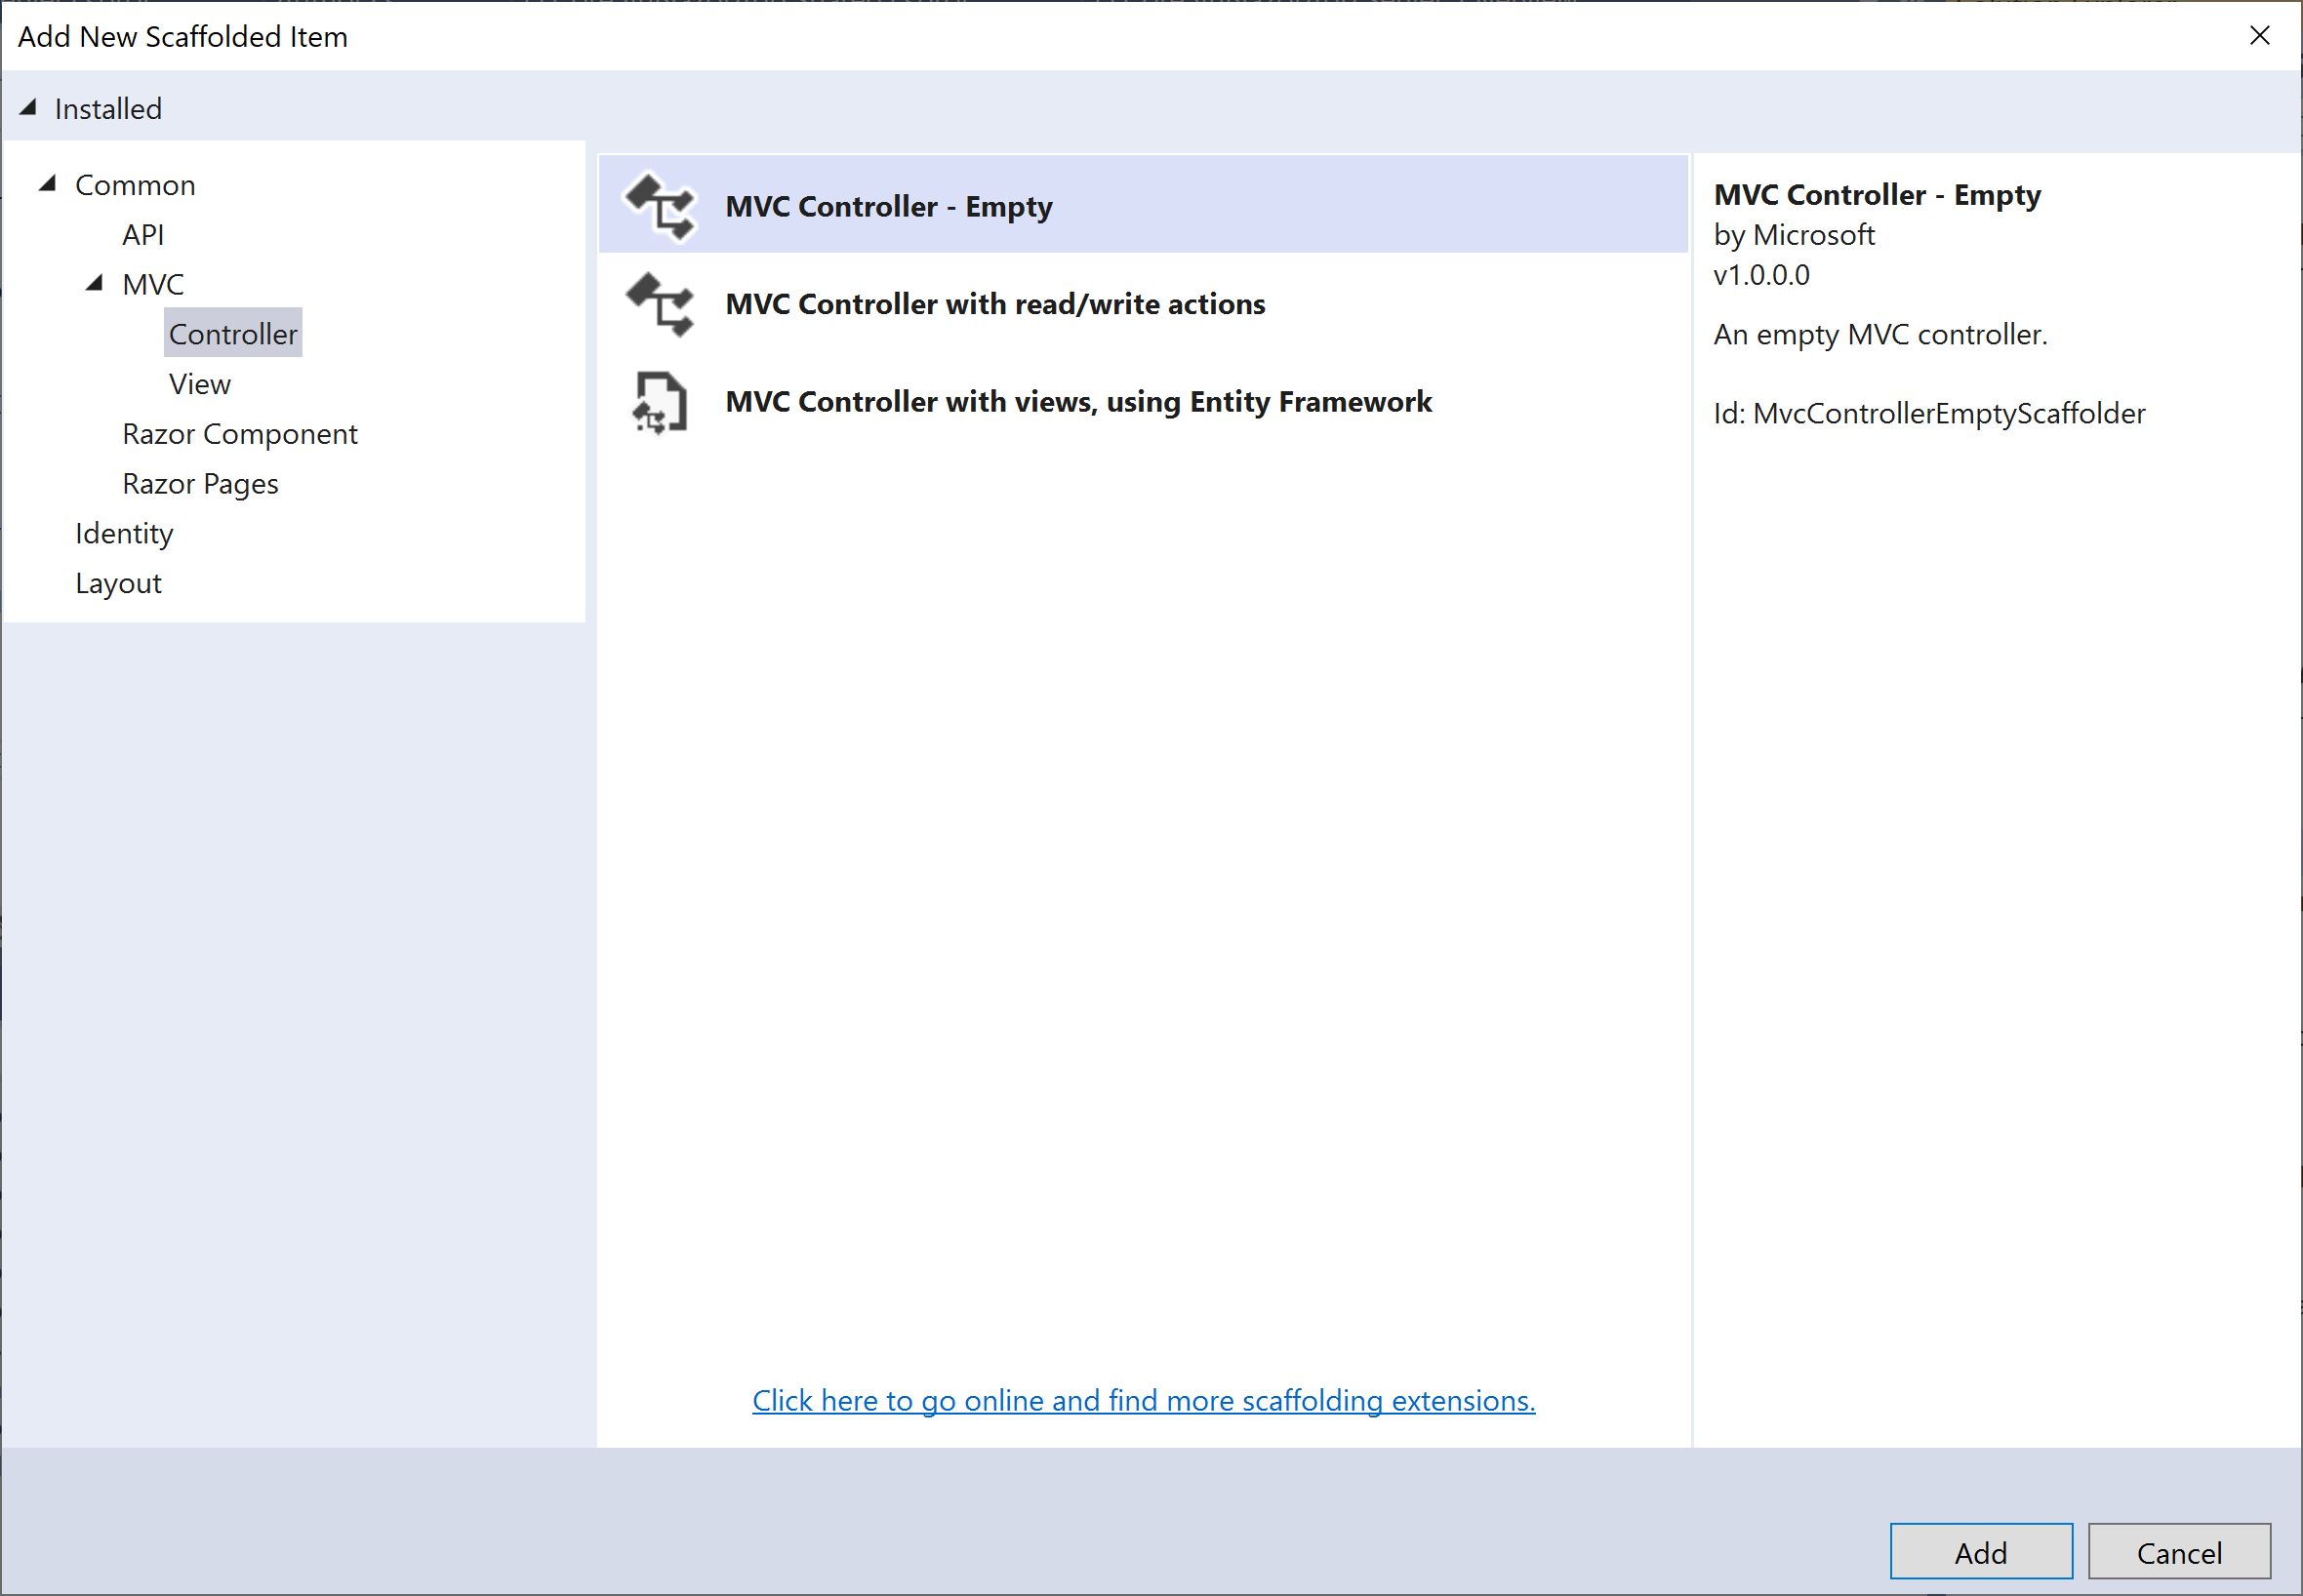 Add New Scaffolded Item
Installed
Common
API
MVC
Controller
View
Razor Component
Razor Pages
Identity
Layout
MVC Controller - Empty
MVC Controller with read/write actions
MVC Controller with views, using Entity Framework
Click here to go online and find more scaffolding extensions.
MVC Controller - Empty
by Microsoft
v1.0.0.0
An empty MVC controller.
Id: MvcControllerEmptyScaffolder
Add
Cancel